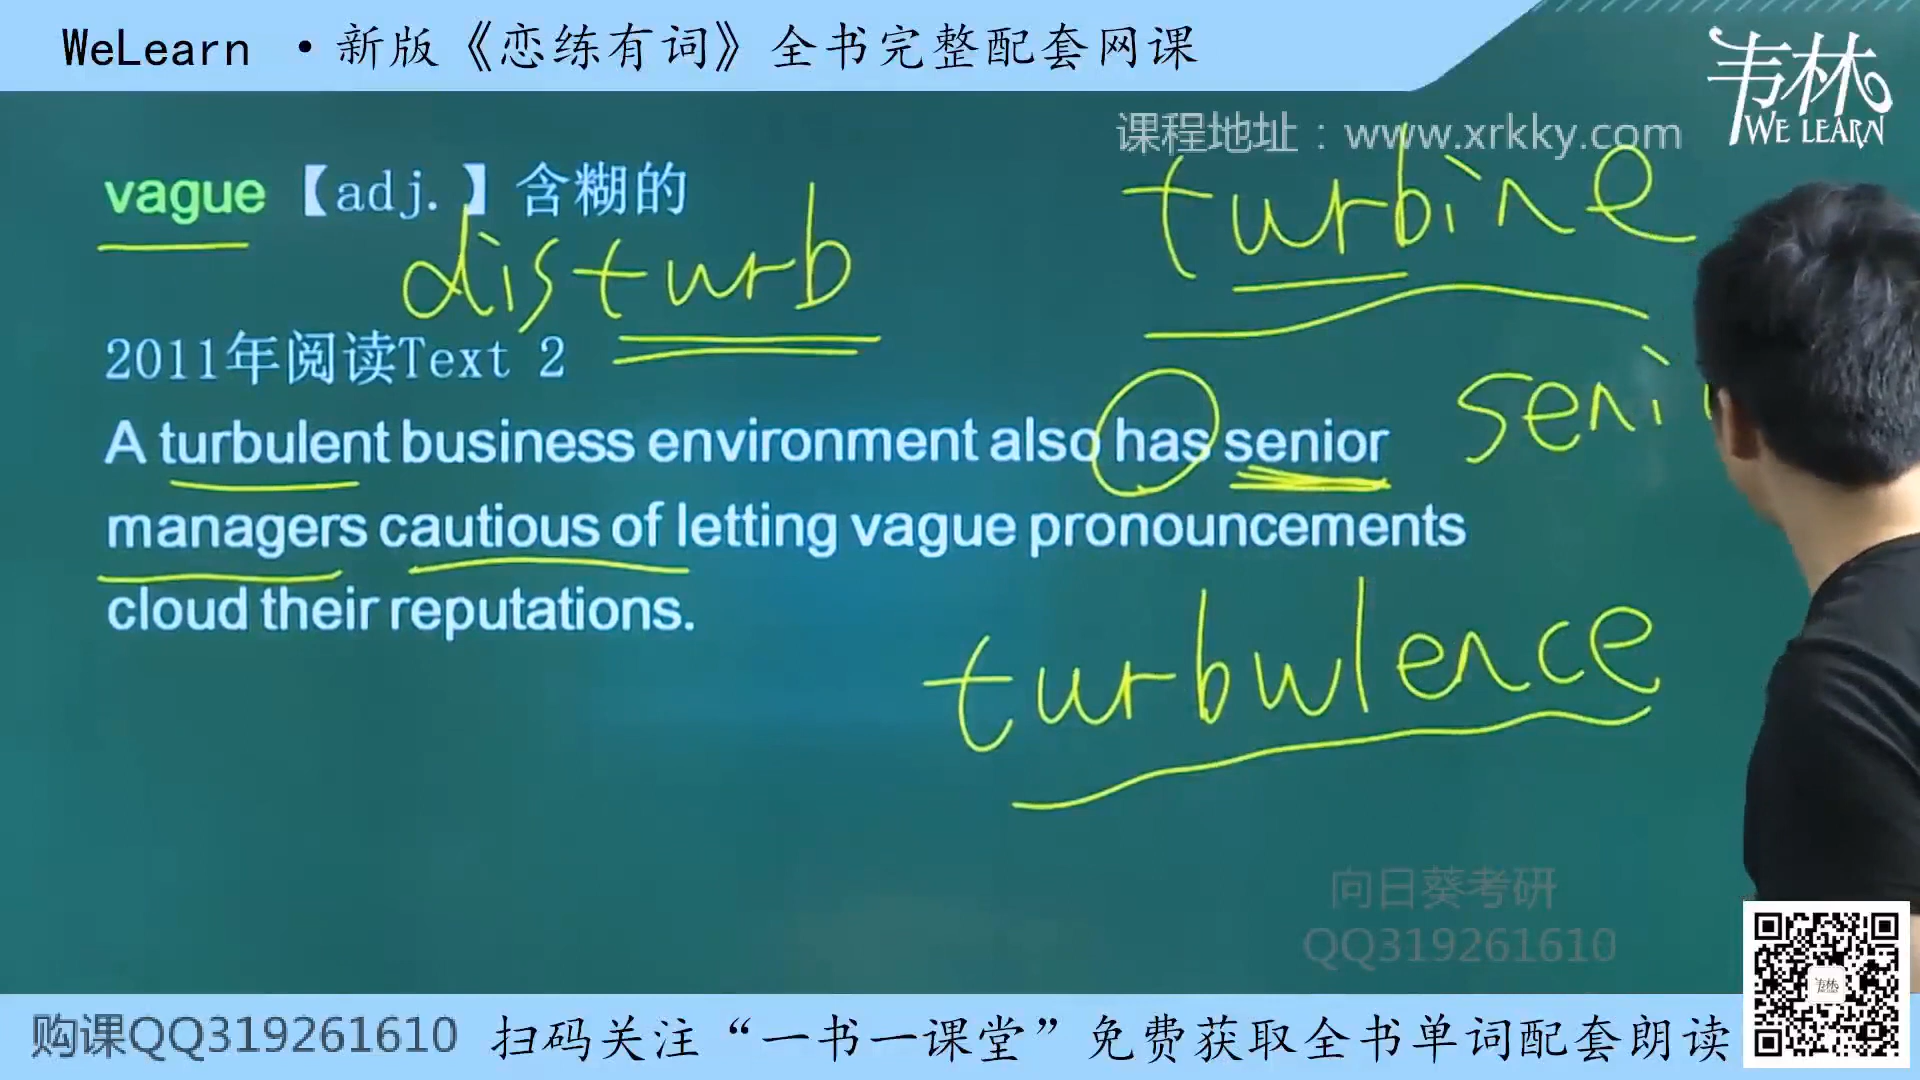 WeLearn ·新版《恋练有词》全书完整配套网课
韦林
WE LEARN
课程地址：www.xrkky.com
vague【adj.】含糊的
turbine
disturb
2011年阅读Text 2
seni
A turbulent business environment also has senior
managers cautious of letting vague pronouncements
cloud their reputations.
turbulence
向日葵考研
QQ319261610
购课QQ319261610
扫码关注“一书一课堂”免费获取全书单词配套朗读